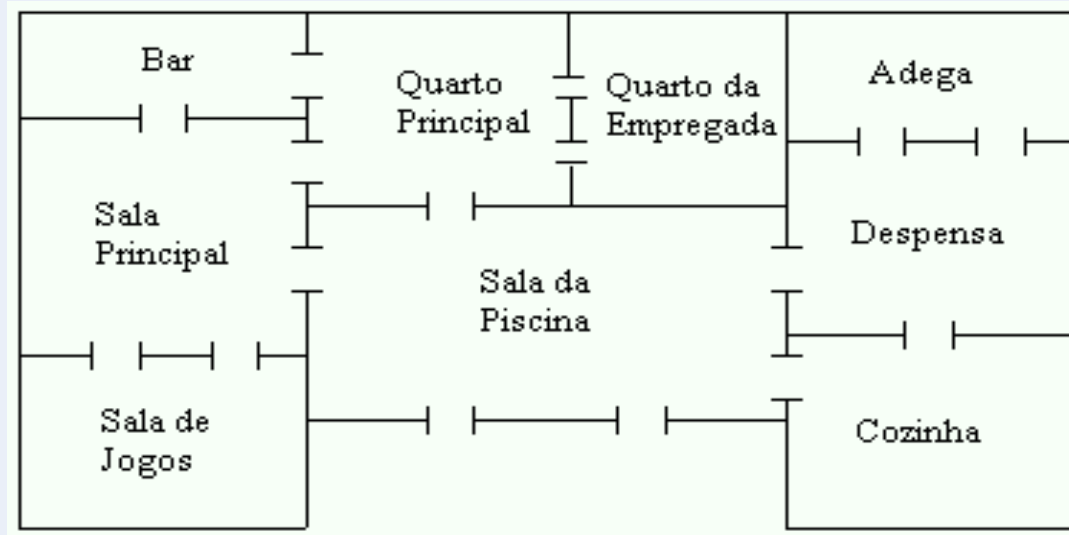 Bar
Quarto
Principal
Quarto da
Empregada
Adega
Sala
Principal
Despensa
Sala da
Piscina
Sala de
Jogos
Cozinha